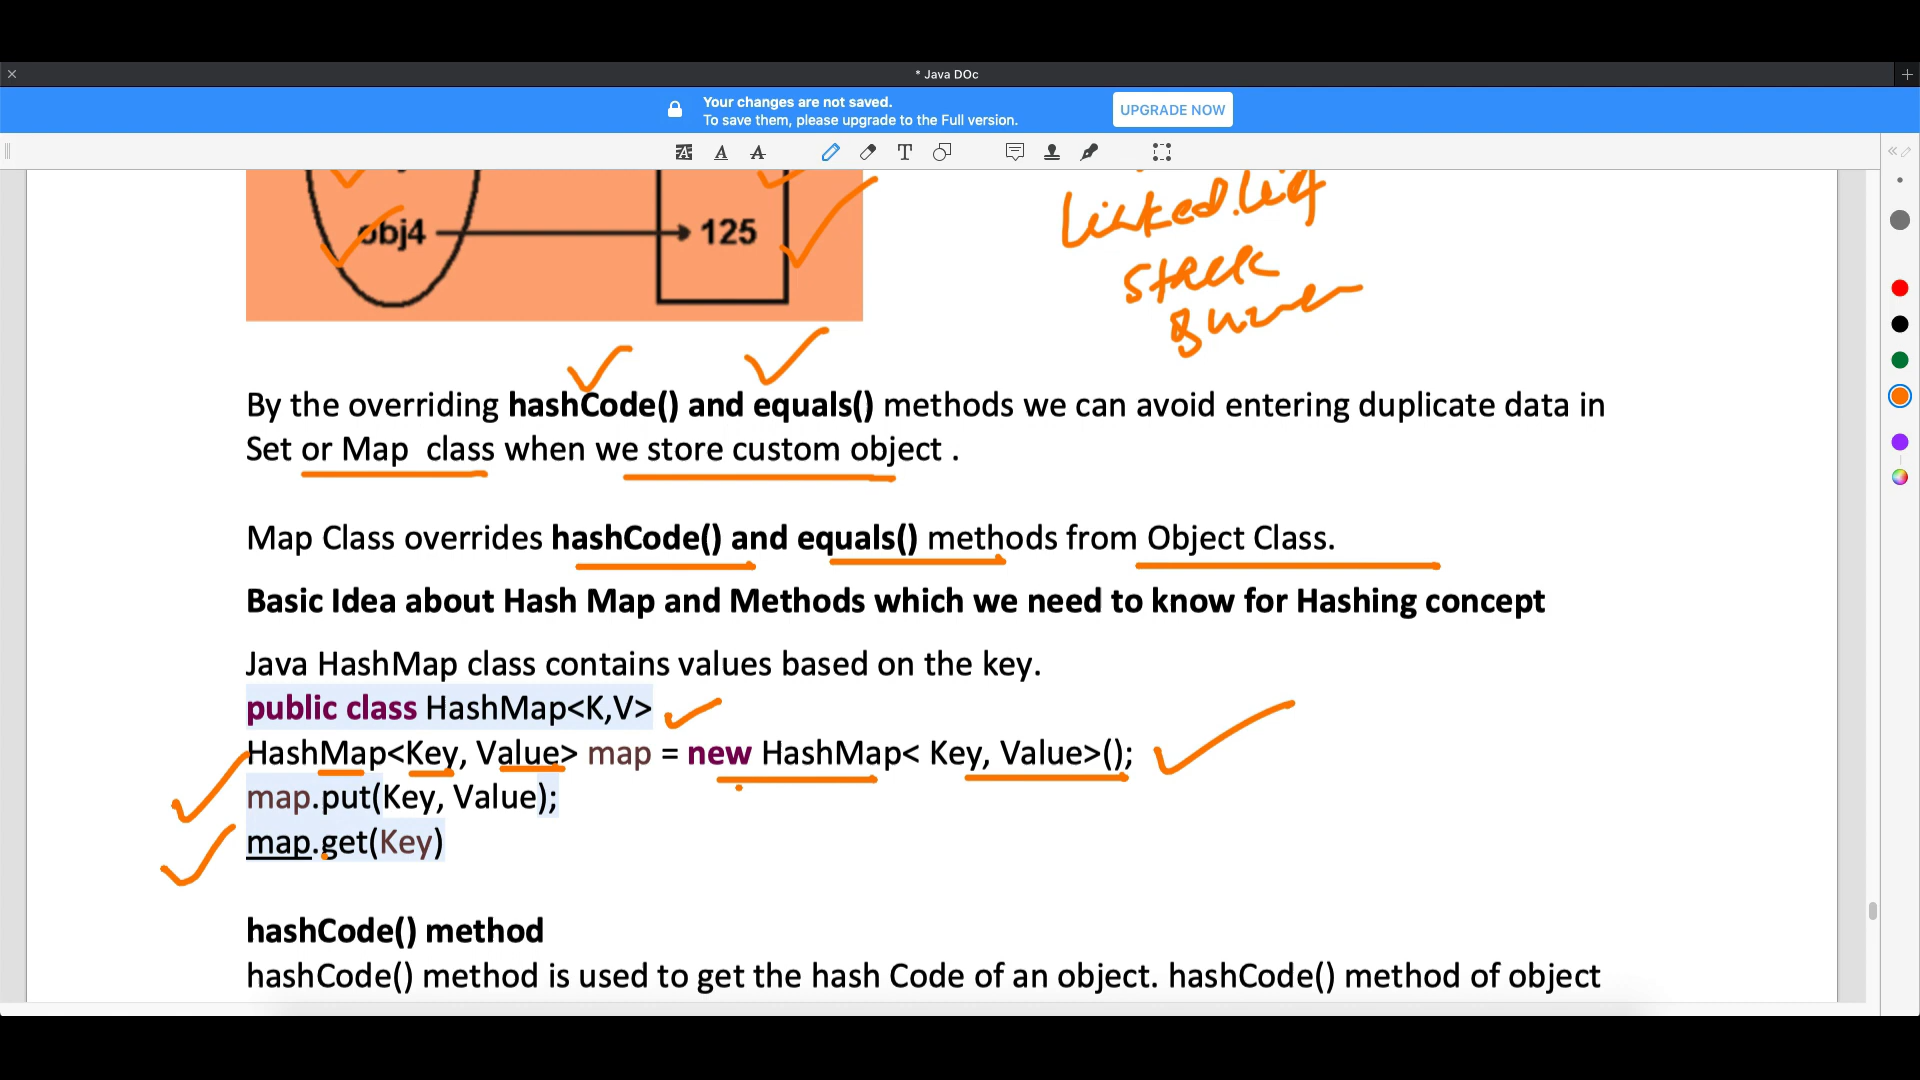 * Java DOc
Your changes are not saved.
To save them, please upgrade to the Full version.
UPGRADE NOW
obj4
125
Linked.List
Stack
By the overriding hashCode() and equals() methods we can avoid entering duplicate data in
Set or Map class when we store custom object .
Map Class overrides hashCode() and equals() methods from Object Class.
Basic Idea about Hash Map and Methods which we need to know for Hashing concept
Java HashMap class contains values based on the key.
public class HashMap<K,V>
HashMap<Key, Value> map = new HashMap< Key, Value>();
map.put(Key, Value);
map.get(Key)
hashCode() method
hashCode() method is used to get the hash Code of an object. hashCode() method of object